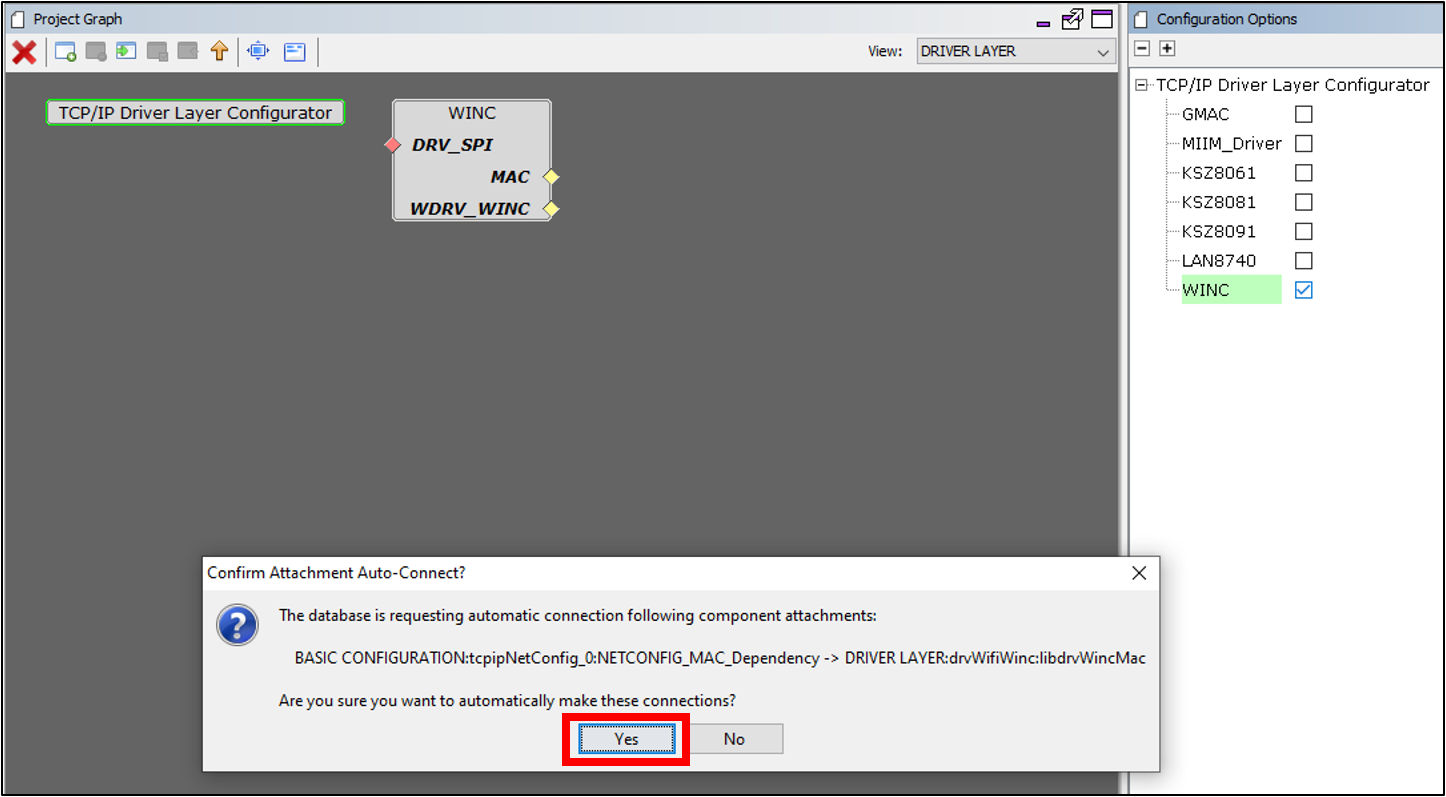 Project Graph
View: DRIVER LAYER
TCP/IP Driver Layer Configurator
WINC
DRV_SPI
MAC
WDRV_WINC
Configuration Options
TCP/IP Driver Layer Configurator
GMAC
MIIM_Driver
KSZ8061
KSZ8081
KSZ8091
LAN8740
WINC
Confirm Attachment Auto-Connect?
The database is requesting automatic connection following component attachments:
BASIC CONFIGURATION:tcpipNetConfig_0:NETCONFIG_MAC_Dependency -> DRIVER LAYER:drvWifiWinc:libdrvWincMac
Are you sure you want to automatically make these connections?
Yes No